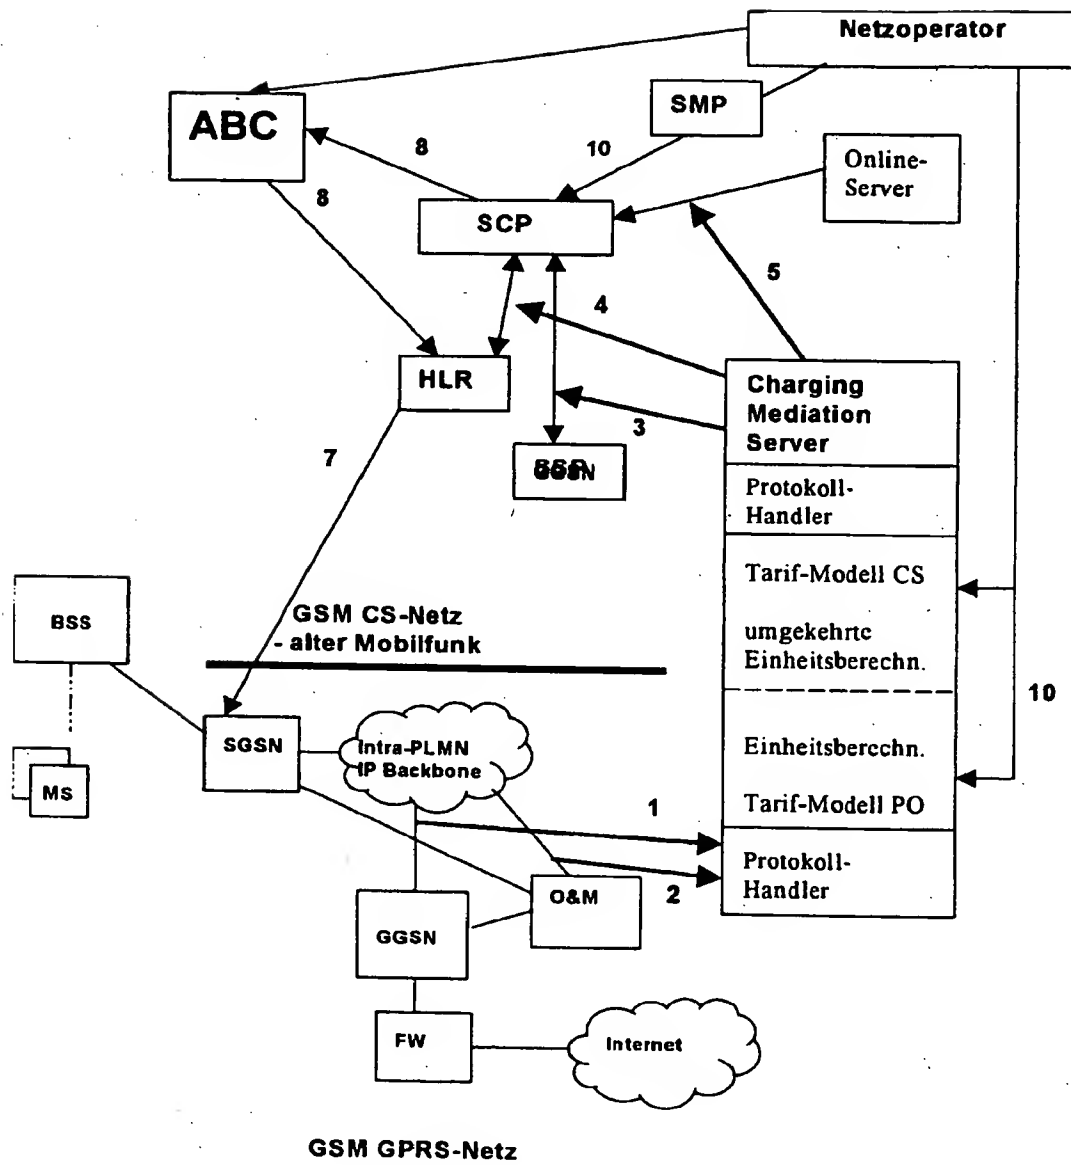 Netzoperator
ABC
SMP
8
10
Online-
Server
8
SCP
5
4
HLR
Charging
Mediation
Server
3
7
Protokoll-
Handler
Tarif-Modell CS
BSS
GSM CS-Netz
- alter Mobilfunk
umgekehrte
Einheitsberechn.
10
SGSN
Intra-PLMN
IP Backbone
Einheitsberechn.
MS
1
Tarif-Modell PO
Protokoll-
Handler
2
O&M
GGSN
FW
Internet
GSM GPRS-Netz